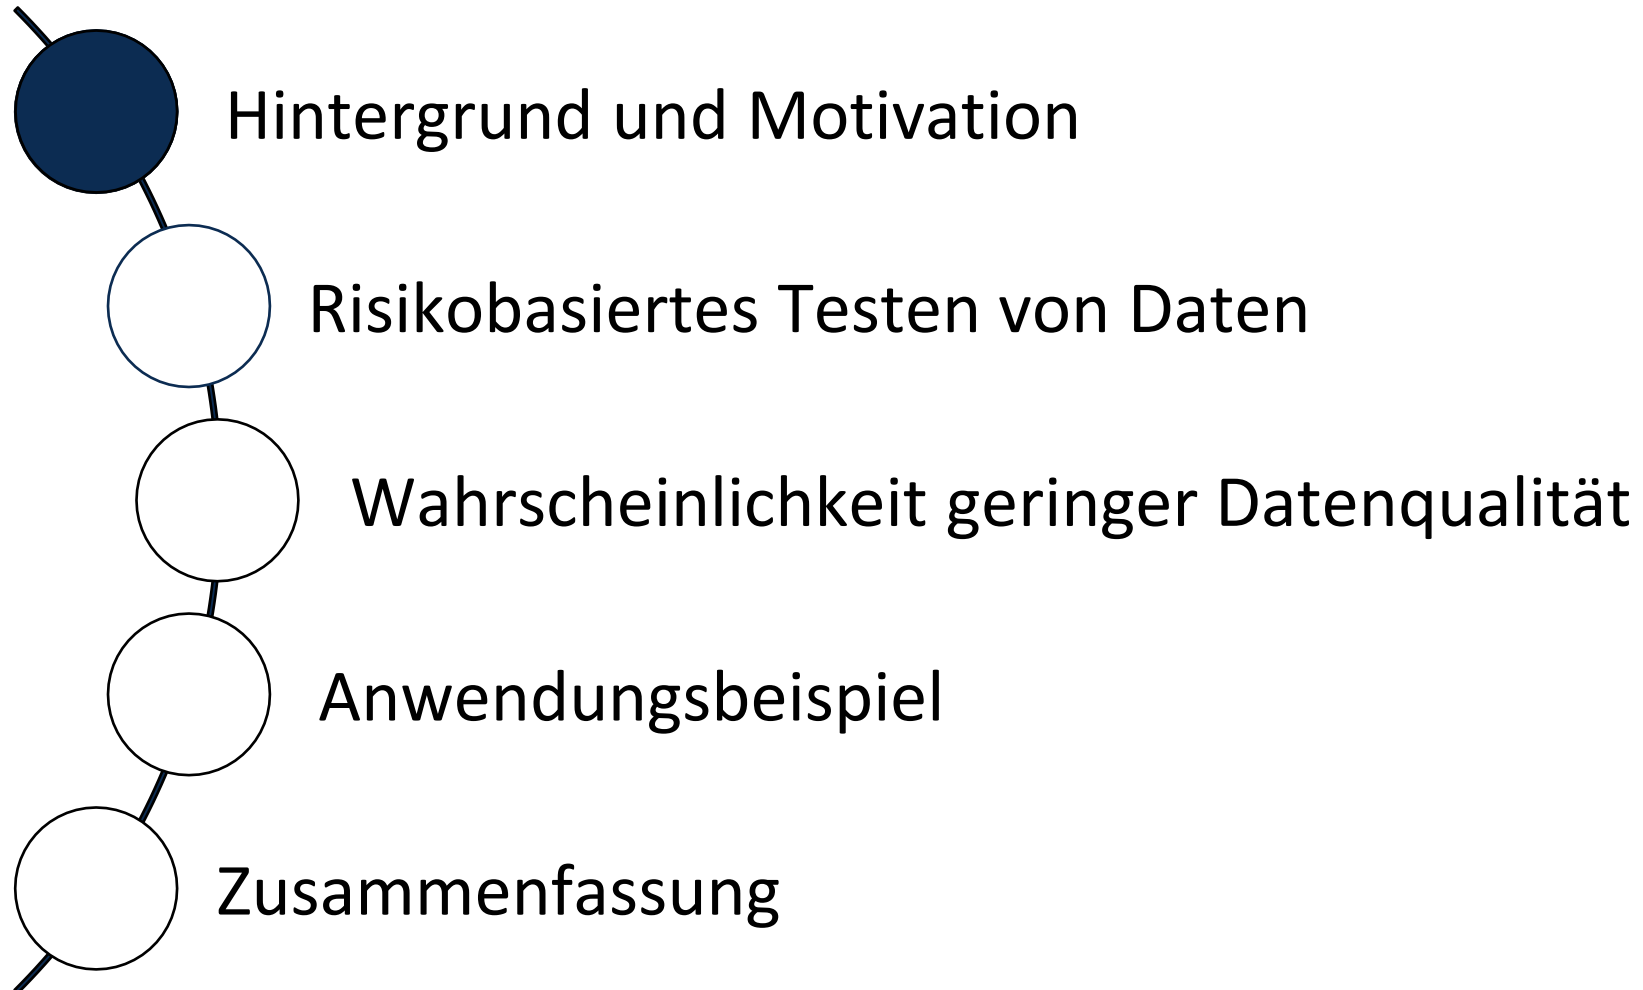 Hintergrund und Motivation
Risikobasiertes Testen von Daten
Wahrscheinlichkeit geringer Datenqualität
Anwendungsbeispiel
Zusammenfassung